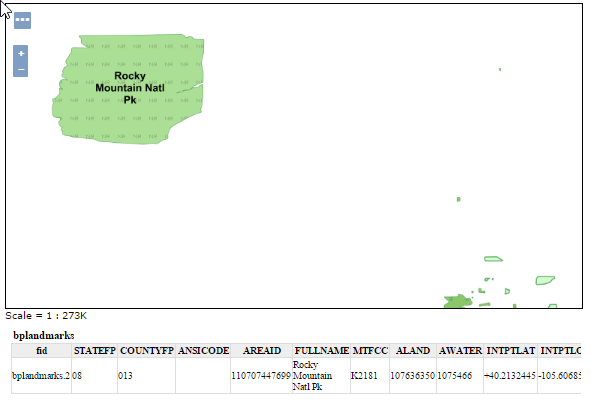 •••
+
−
Rocky
Mountain Natl
Pk
Scale = 1 : 273K
bplandmarks
fid STATEFP COUNTYFP ANSICODE AREAID FULLNAME MTFCC ALAND AWATER INTPTLAT INTPTLO
bplandmarks.2 08 013 110707447699 Rocky Mountain Natl Pk K2181 107636350 1075466 +40.2132445 -105.60685